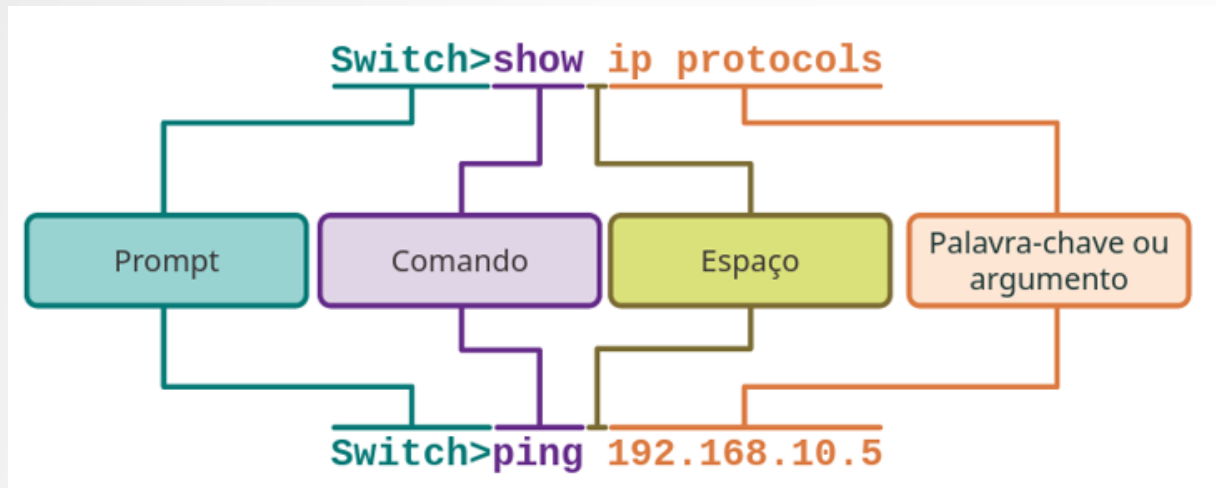 Switch>show ip protocols
Prompt
Comando
Espaço
Palavra-chave ou
argumento
Switch>ping 192.168.10.5